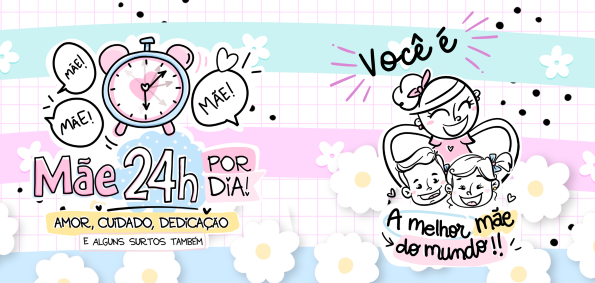 MÃE!
MÃE!
MÃE!
Mãe 24h POR
DIA!
AMOR, CUIDADO, DEDICAÇÃO
E ALGUNS SURTOS TAMBÉM
Você é
A melhor mãe
do mundo!!